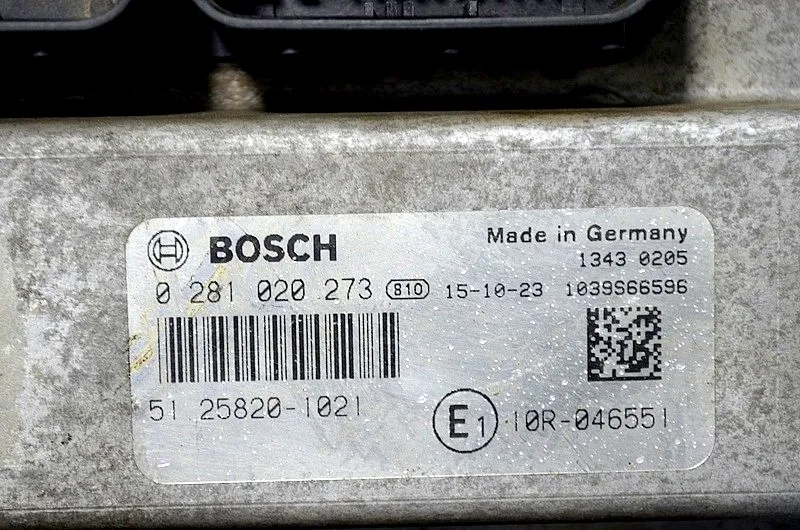 BOSCH
Made in Germany
1343 0205
0 281 020 273 810 15-10-23 1039S66596
51 25820-1021
E1 10R-046551